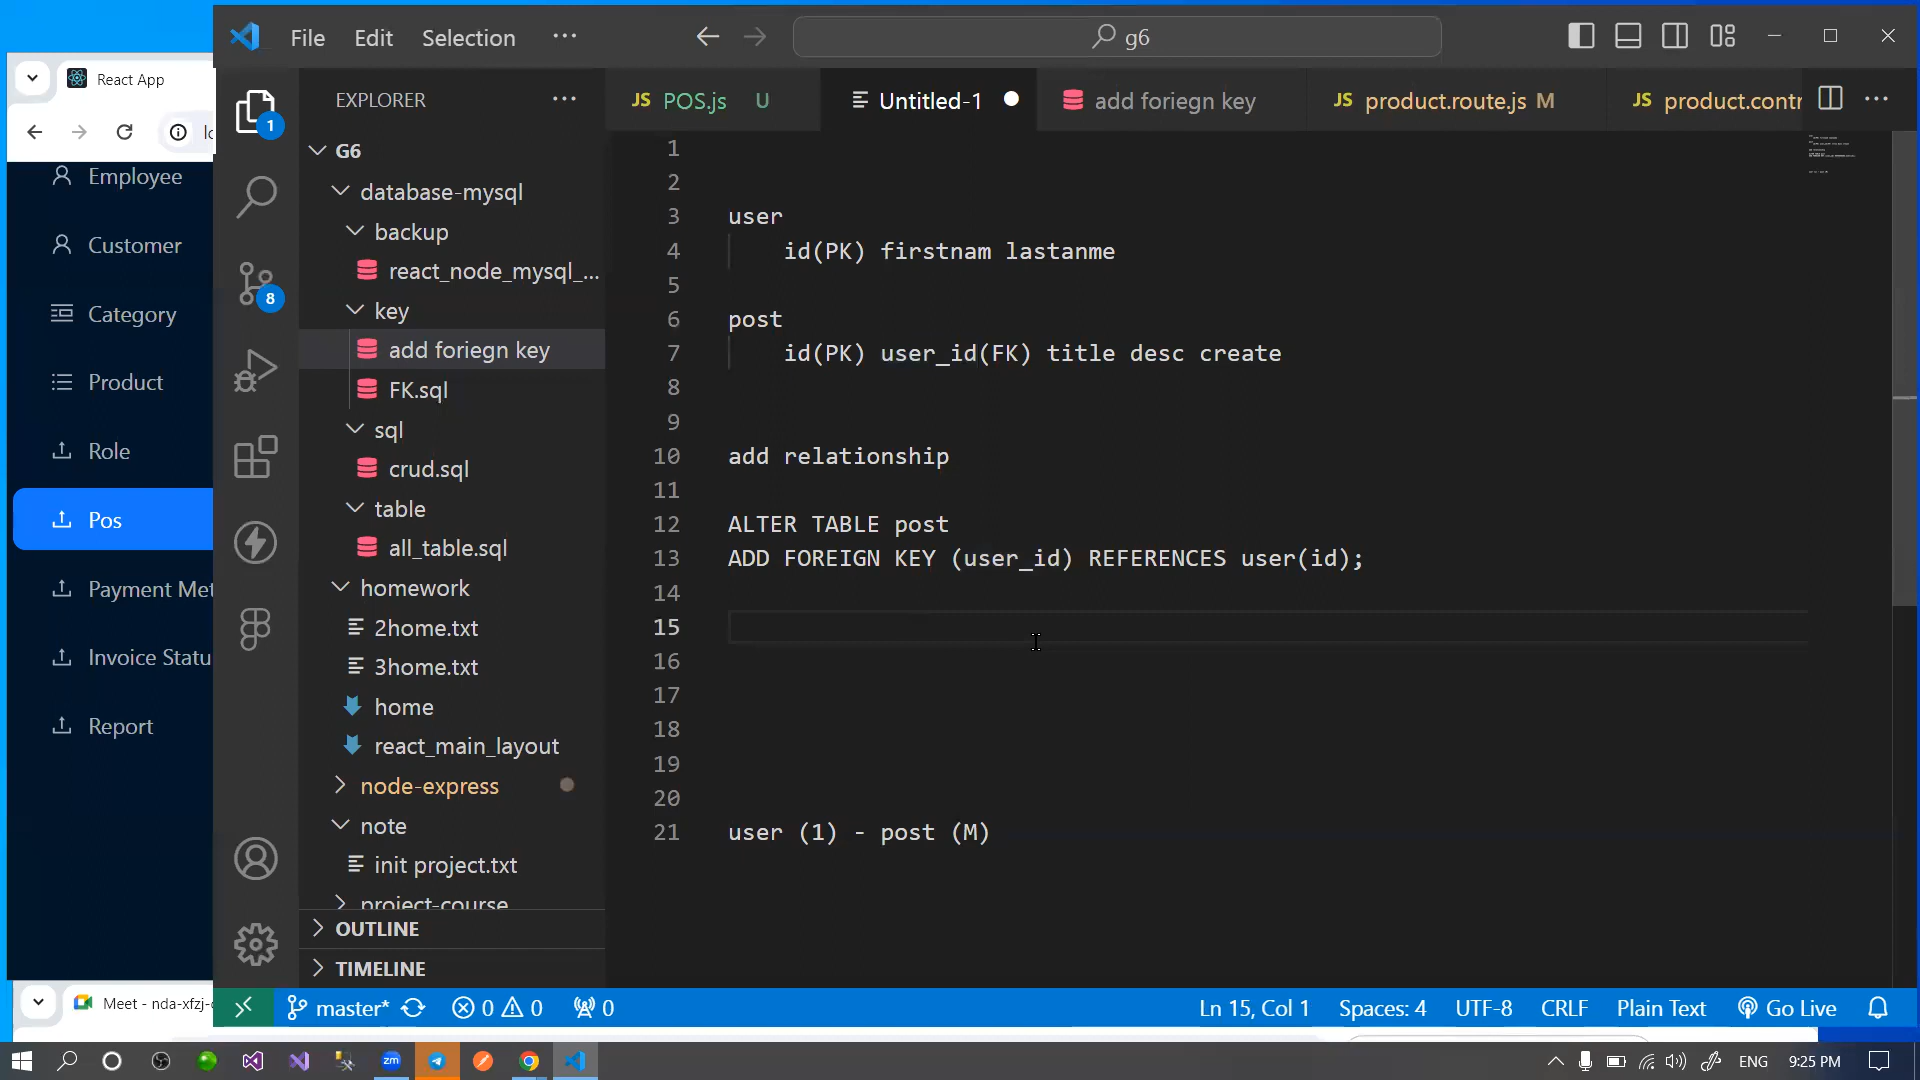 React App
Employee
Customer
Category
Product
Role
Pos
Payment Met
Invoice Statu
Report
Meet - nda-xfzj-
File Edit Selection ···
g6
EXPLORER ···
1
8
G6
database-mysql
backup
react_node_mysql_...
key
add foriegn key
FK.sql
sql
crud.sql
table
all_table.sql
homework
2home.txt
3home.txt
home
react_main_layout
node-express
note
init project.txt
project-course
OUTLINE
TIMELINE
JS POS.js U
Untitled-1
add foriegn key
JS product.route.js M
JS product.contr
···
1
2
3 user
4 id(PK) firstnam lastanme
5
6 post
7 id(PK) user_id(FK) title desc create
8
9
10 add relationship
11
12 ALTER TABLE post
13 ADD FOREIGN KEY (user_id) REFERENCES user(id);
14
15
16
17
18
19
20
21 user (1) - post (M)
master* 0 0 0 Ln 15, Col 1 Spaces: 4 UTF-8 CRLF Plain Text Go Live
zm ENG 9:25 PM